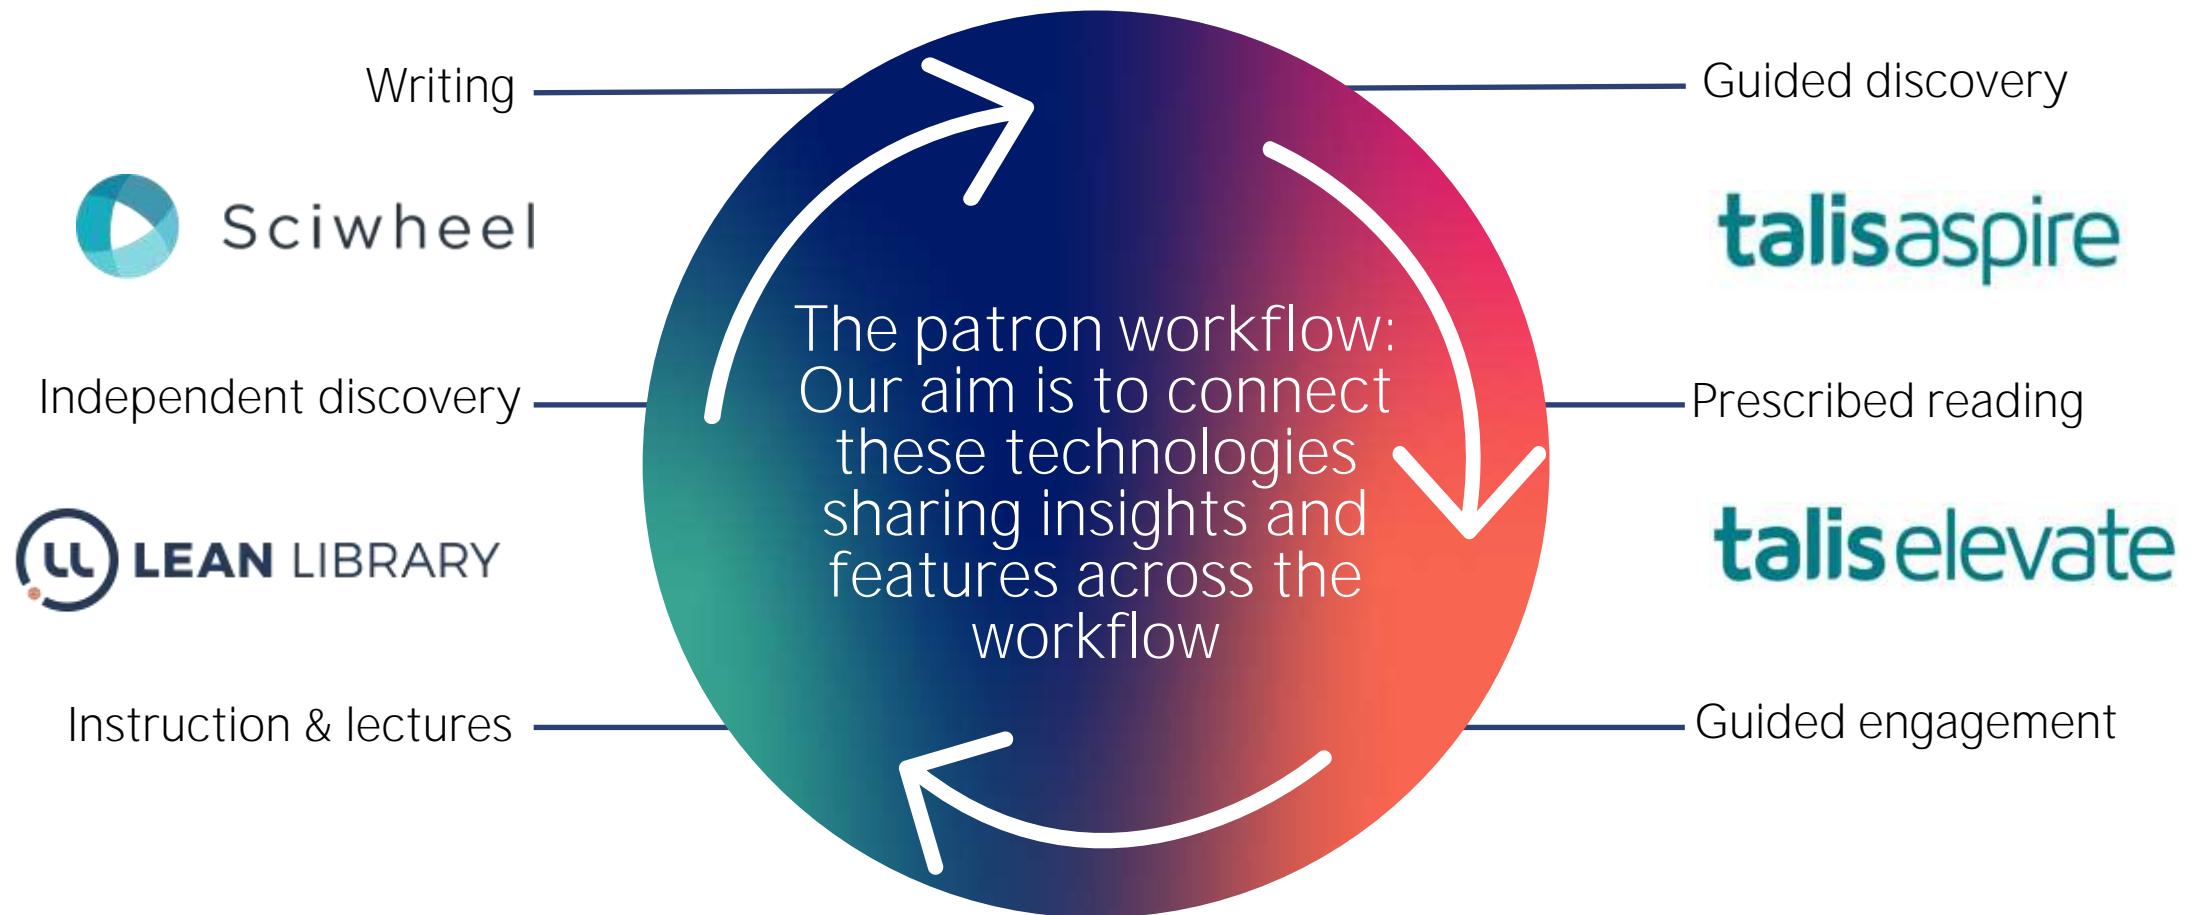 Writing
Sciwheel
Independent discovery
LEAN LIBRARY
Instruction & lectures
The patron workflow:
Our aim is to connect
these technologies
sharing insights and
features across the
workflow
Guided discovery
talisaspire
Prescribed reading
taliselevate
Guided engagement